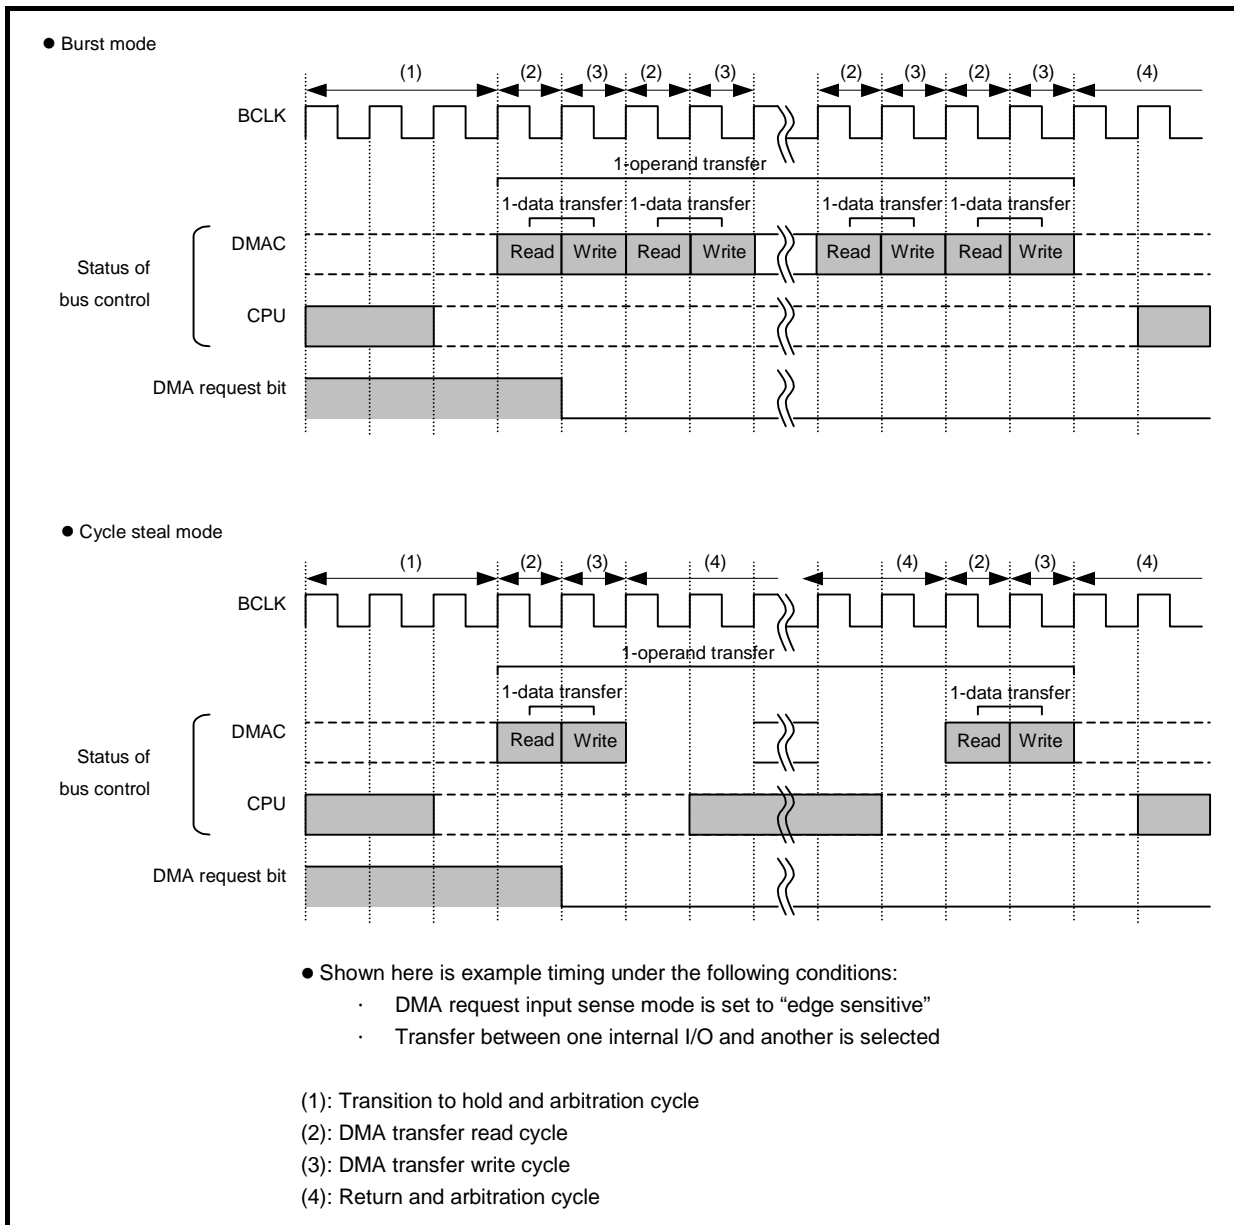 ● Burst mode
(1) (2) (3) (2) (3) (2) (3) (2) (3) (4)
BCLK
1-operand transfer
1-data transfer 1-data transfer 1-data transfer 1-data transfer
DMAC Read Write Read Write Read Write Read Write
Status of
bus control
CPU
DMA request bit
● Cycle steal mode
(1) (2) (3) (4) (4) (2) (3) (4)
BCLK
1-operand transfer
1-data transfer 1-data transfer
DMAC Read Write Read Write
Status of
bus control
CPU
DMA request bit
● Shown here is example timing under the following conditions:
· DMA request input sense mode is set to “edge sensitive”
· Transfer between one internal I/O and another is selected
(1): Transition to hold and arbitration cycle
(2): DMA transfer read cycle
(3): DMA transfer write cycle
(4): Return and arbitration cycle